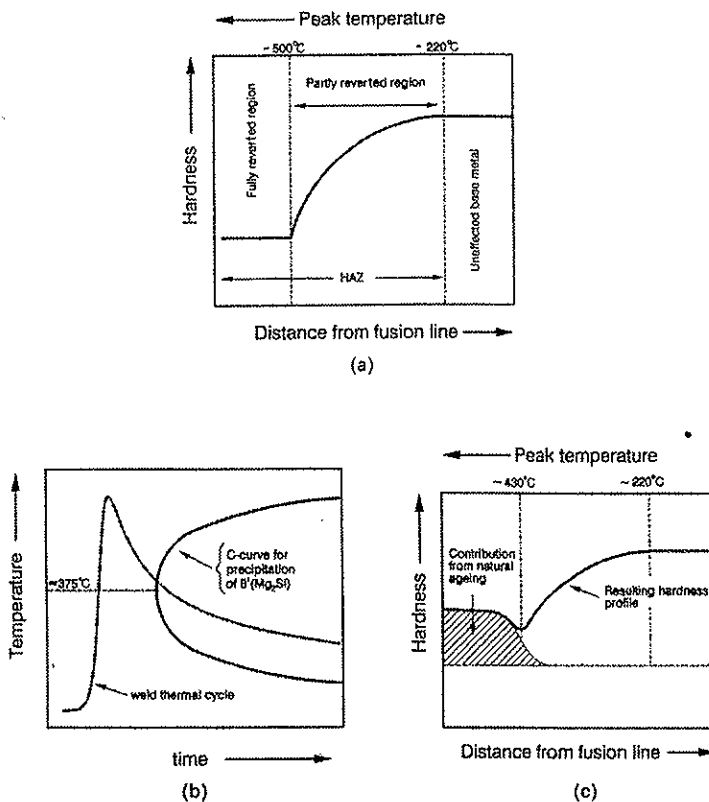 Peak temperature
~500°C
~220°C
Hardness
Fully reverted region
Partly reverted region
Unaffected base metal
HAZ
Distance from fusion line
(a)
Temperature
≈375°C
C-curve for
precipitation
of β'(Mg2Si)
weld thermal cycle
time
(b)
Peak temperature
~430°C
~220°C
Hardness
Contribution
from natural
ageing
Resulting hardness
profile
Distance from fusion line
(c)